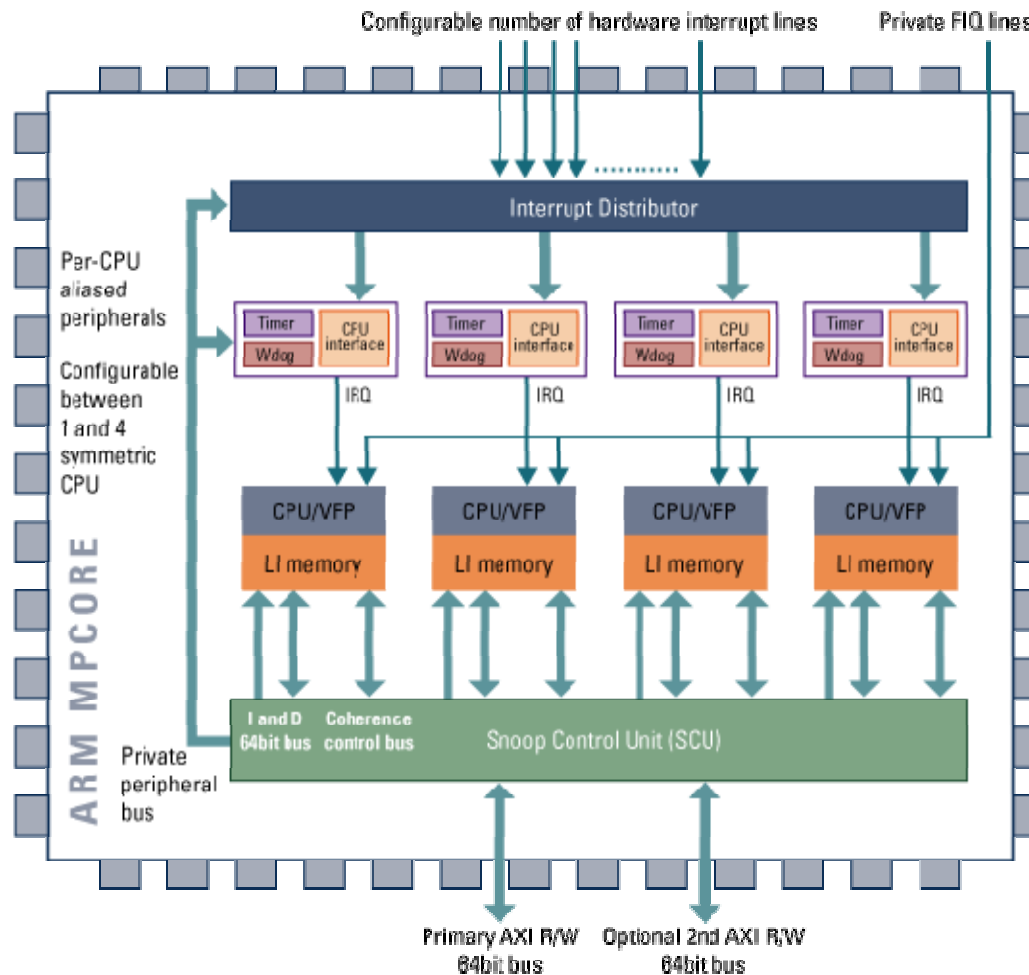 Configurable number of hardware interrupt lines
Private FIQ lines
Interrupt Distributor
Per-CPU
aliased
peripherals
Configurable
between
1 and 4
symmetric
CPU
Timer
Wdog
CPU
interface
Timer
Wdog
CPU
interface
Timer
Wdog
CPU
interface
Timer
Wdog
CPU
interface
IRQ
IRQ
IRQ
IRQ
CPU/VFP
LI memory
CPU/VFP
LI memory
CPU/VFP
LI memory
CPU/VFP
LI memory
ARM MPCORE
I and D
64bit bus
Coherence
control bus
Snoop Control Unit (SCU)
Private
peripheral
bus
Primary AXI R/W
64bit bus
Optional 2nd AXI R/W
64bit bus